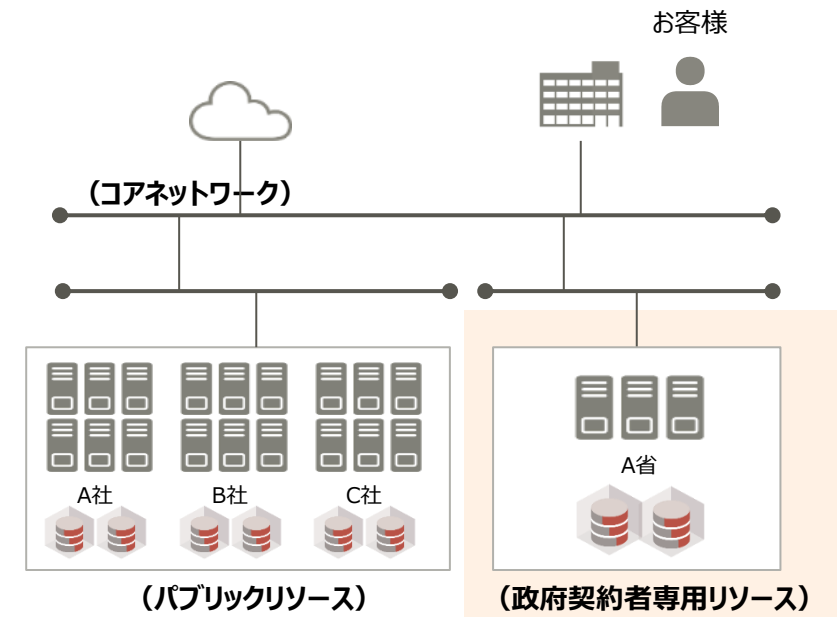 お客様
（コアネットワーク）
A社
B社
C社
A省
（パブリックリソース）
（政府契約者専用リソース）